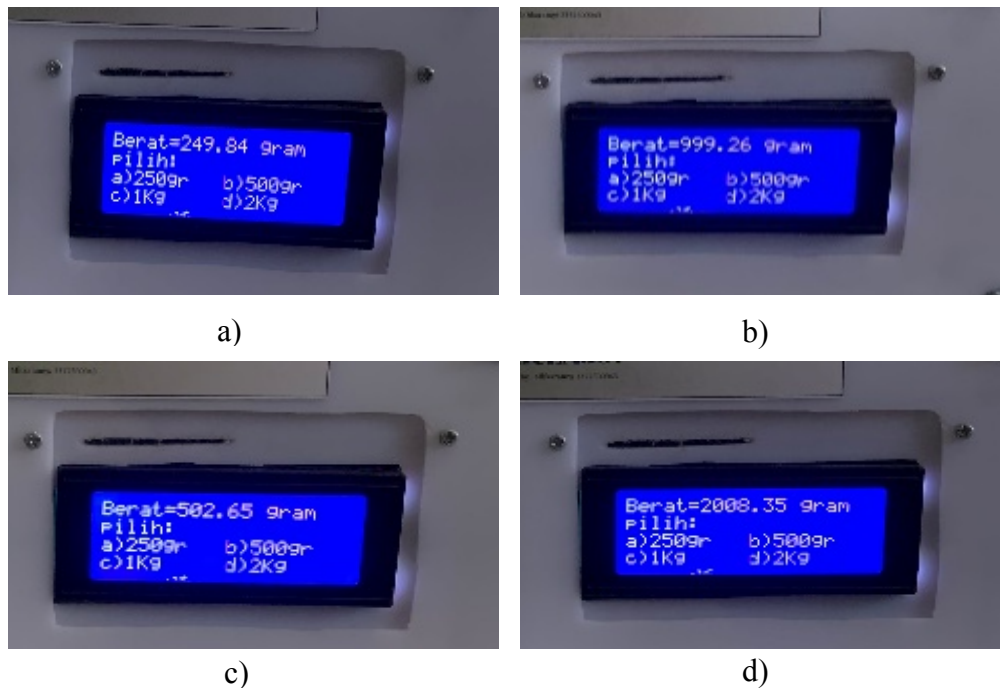 Berat=249.84 gram
Pilih:
a)250gr b)500gr
c)1Kg d)2Kg
a)
Berat=999.26 gram
Pilih:
a)250gr b)500gr
c)1Kg d)2Kg
b)
Berat=502.65 gram
Pilih:
a)250gr b)500gr
c)1Kg d)2Kg
c)
Berat=2008.35 gram
Pilih:
a)250gr b)500gr
c)1Kg d)2Kg
d)